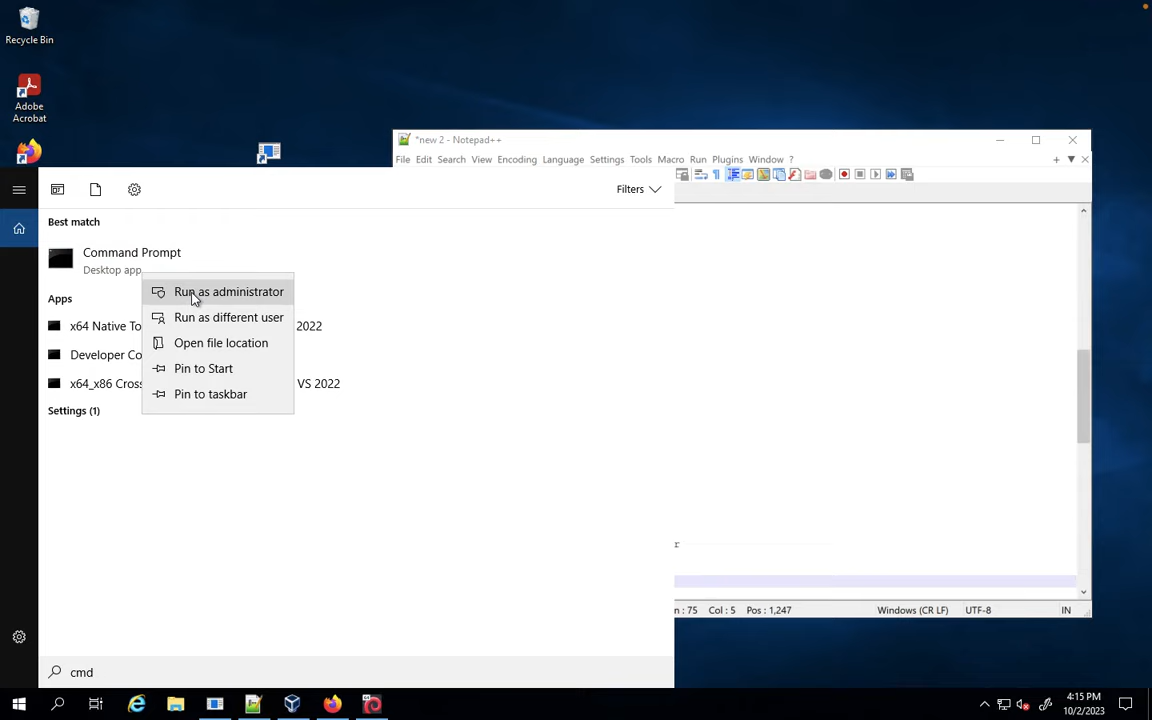 Recycle Bin
Adobe
Acrobat
*new 2 - Notepad++
File Edit Search View Encoding Language Settings Tools Macro Run Plugins Window ?
Filters
Best match
Command Prompt
Desktop app
Run as administrator
Run as different user
Open file location
Pin to Start
Pin to taskbar
Apps
x64 Native To 2022
Developer Co
x64_x86 Cross VS 2022
Settings (1)
r
n : 75 Col : 5 Pos : 1,247 Windows (CR LF) UTF-8 IN
cmd
4:15 PM
10/2/2023